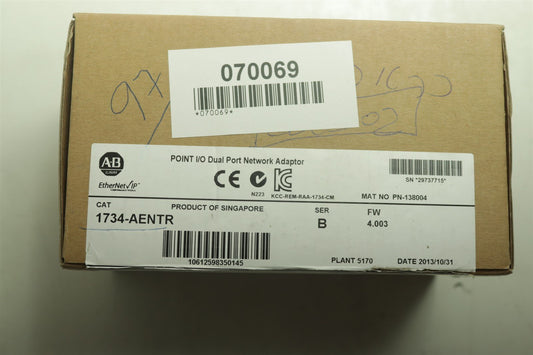 070069
*070069*
97
AB
POINT I/O Dual Port Network Adaptor
EtherNet/IP
CE N223 KCC-REM-RAA-1734-CM
SN "29737715"
MAT NO PN-138004
CAT
1734-AENTR
PRODUCT OF SINGAPORE
SER
B
FW
4.003
10612598350145
PLANT 5170
DATE 2013/10/31